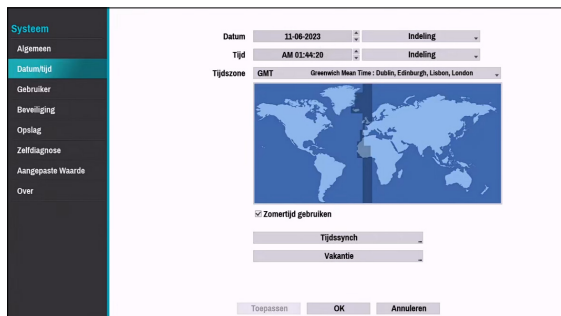 Systeem
Algemeen
Datum/tijd
Gebruiker
Beveiliging
Opslag
Zelfdiagnose
Aangepaste Waarde
Over
Datum 11-06-2023 Indeling
Tijd AM 01:44:20 Indeling
Tijdszone GMT Greenwich Mean Time : Dublin, Edinburgh, Lisbon, London
Zomertijd gebruiken
Tijdssynch ...
Vakantie ...
Toepassen OK Annuleren